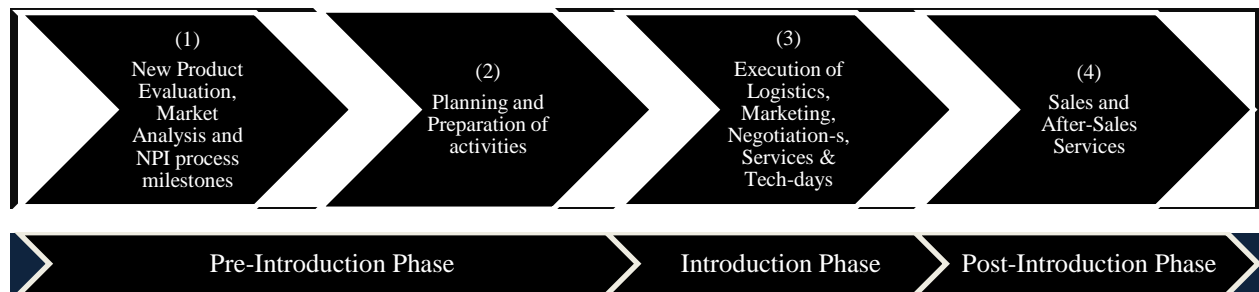 (1)
New Product
Evaluation,
Market
Analysis and
NPI process
milestones
(2)
Planning and
Preparation of
activities
(3)
Execution of
Logistics,
Marketing,
Negotiation-s,
Services &
Tech-days
(4)
Sales and
After-Sales
Services
Pre-Introduction Phase
Introduction Phase
Post-Introduction Phase